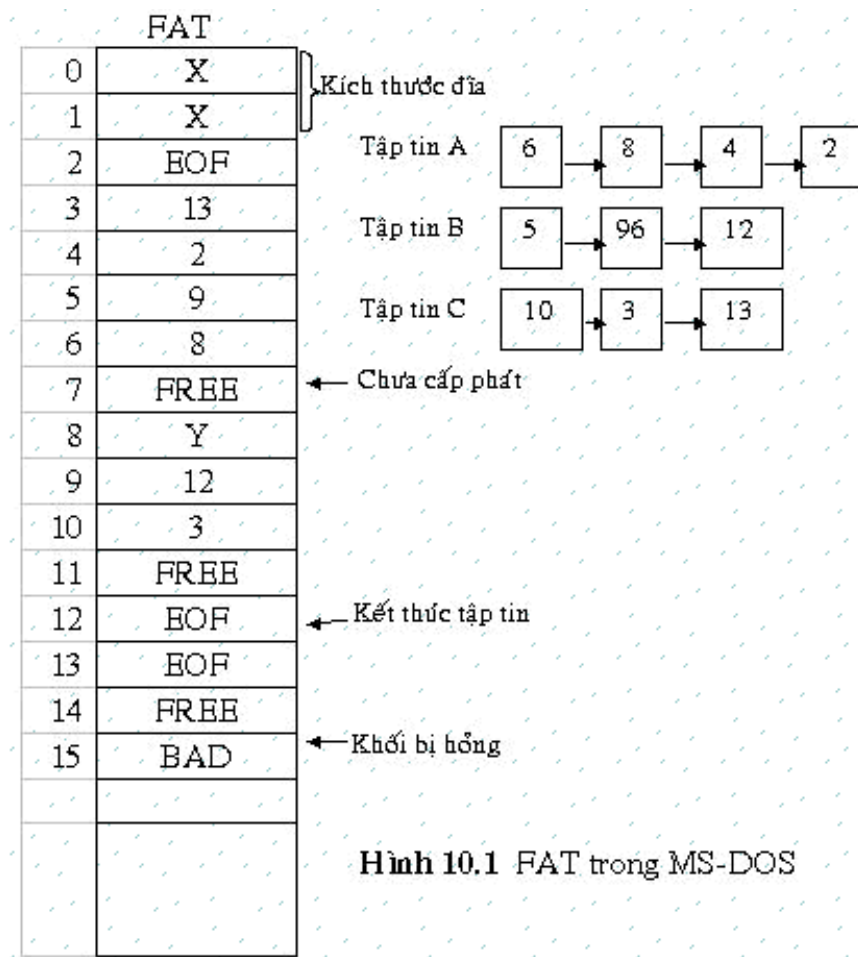 FAT
0 X
1 X
Kích thước đĩa
2 EOF
3 13
4 2
5 9
6 8
7 FREE
8 Y
9 12
10 3
11 FREE
12 EOF
13 EOF
14 FREE
15 BAD
Tập tin A 6 8 4 2
Tập tin B 5 96 12
Tập tin C 10 3 13
Chưa cấp phát
Kết thúc tập tin
Khối bị hỏng
Hình 10.1 FAT trong MS-DOS